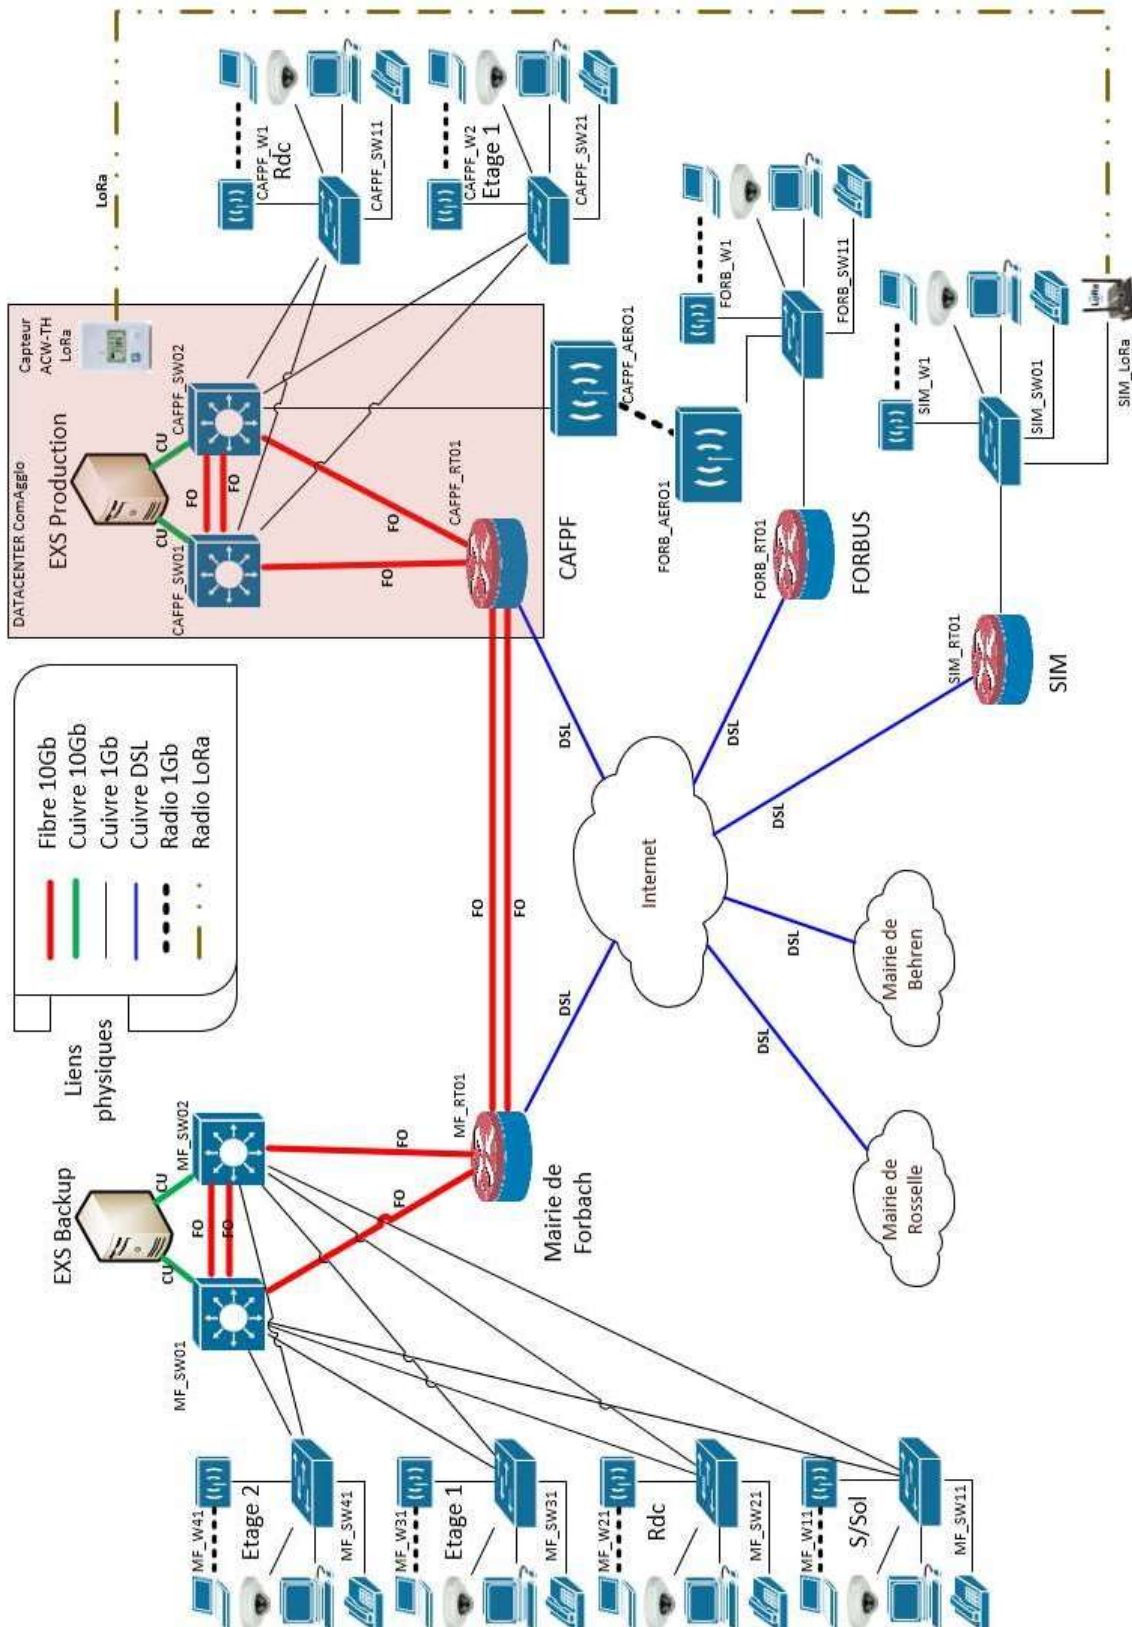 EXS Backup
CU
CU
MF_SW01
MF_SW02
FO
FO
FO
FO
MF_RT01
Mairie de
Forbach
MF_W41
Etage 2
MF_SW41
MF_W31
Etage 1
MF_SW31
MF_W21
Rdc
MF_SW21
MF_W11
S/Sol
MF_SW11
Liens
physiques
Fibre 10Gb
Cuivre 10Gb
Cuivre 1Gb
Cuivre DSL
Radio 1Gb
Radio LoRa
FO
FO
DATACENTER ComAgglo
EXS Production
Capteur
ACW-TH
LoRa
CU
CU
CAFPF_SW01
CAFPF_SW02
FO
FO
FO
FO
CAFPF_RT01
CAFPF
LoRa
CAFPF_W1
Rdc
CAFPF_SW11
CAFPF_W2
Etage 1
CAFPF_SW21
CAFPF_AERO1
FORB_AERO1
FORB_W1
FORB_SW11
FORB_RT01
FORBUS
SIM_W1
SIM_SW01
LoRa
SIM_LoRa
SIM_RT01
SIM
Internet
DSL
DSL
DSL
DSL
DSL
DSL
Mairie de
Rosselle
Mairie de
Behren